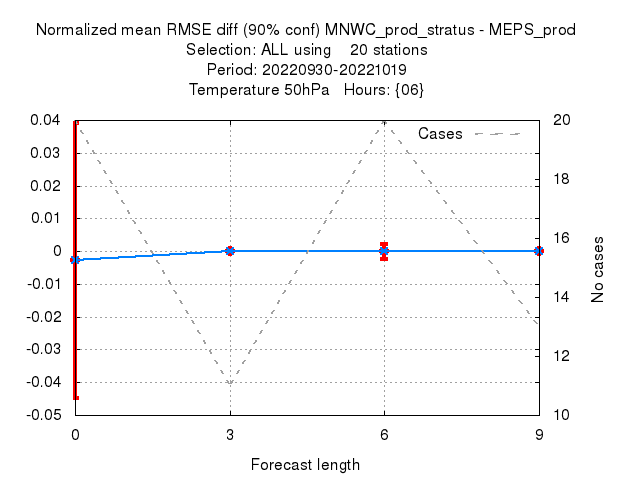 Normalized mean RMSE diff (90% conf) MNWC_prod_stratus - MEPS_prod
Selection: ALL using    20 stations
Period: 20220930-20221019
Temperature 50hPa   Hours: {06}
Cases
0.04
0.03
0.02
0.01
0
-0.01
-0.02
-0.03
-0.04
-0.05
20
18
16
14
12
10
No cases
0
3
6
9
Forecast length